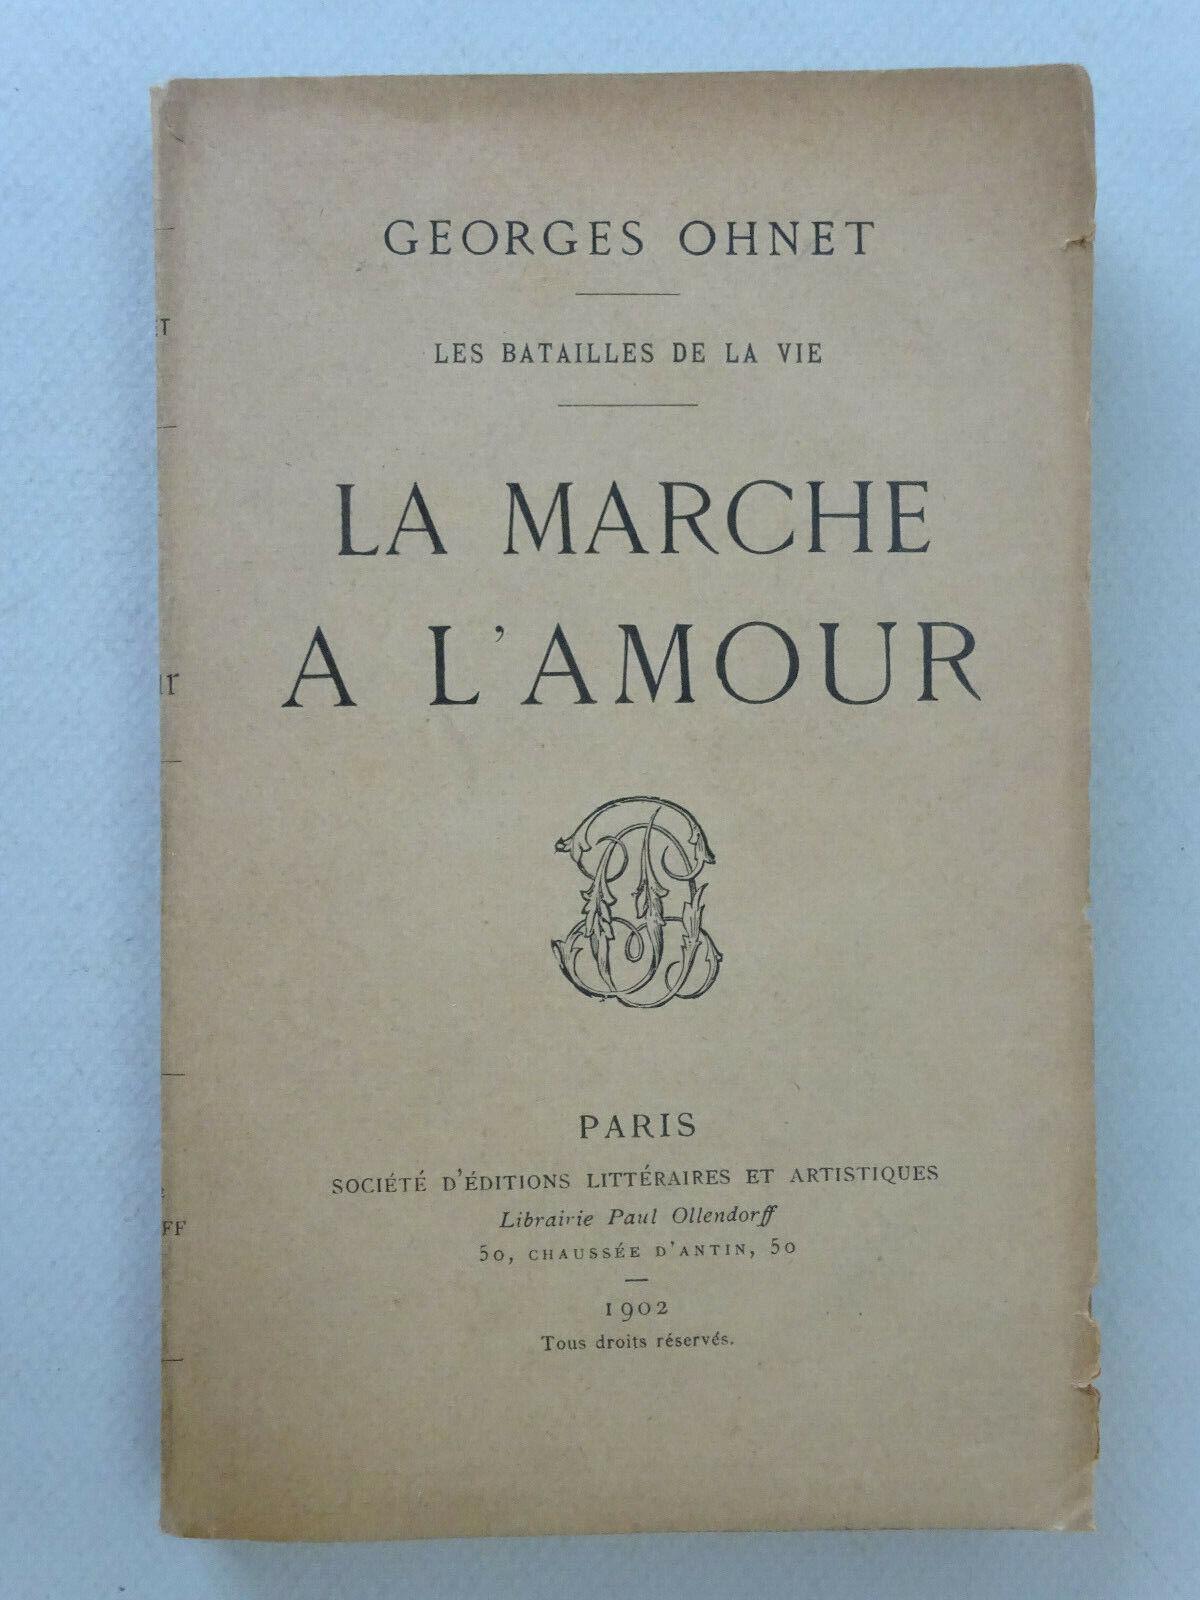 GEORGES OHNET
LES BATAILLES DE LA VIE
LA MARCHE
A L'AMOUR
PARIS
SOCIÉTÉ D'ÉDITIONS LITTÉRAIRES ET ARTISTIQUES
Librairie Paul Ollendorff
50, CHAUSSÉE D'ANTIN, 50
1902
Tous droits réservés.